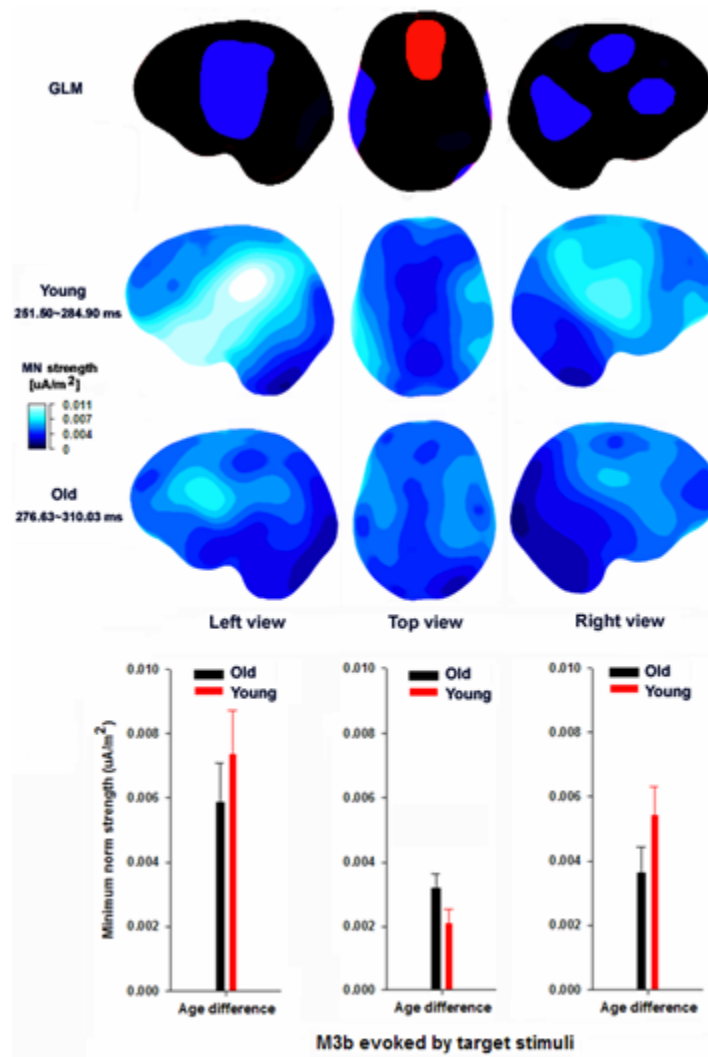 GLM
Young
251.50~284.90 ms
MN strength
[uA/m²]
0.011
0.007
0.004
0
Old
276.63~310.03 ms
Left view
Top view
Right view
Minimum norm strength (uA/m²)
0.010
0.008
0.006
0.004
0.002
0.000
Old
Young
Age difference
0.010
0.008
0.006
0.004
0.002
0.000
Old
Young
Age difference
0.010
0.008
0.006
0.004
0.002
0.000
Old
Young
Age difference
M3b evoked by target stimuli